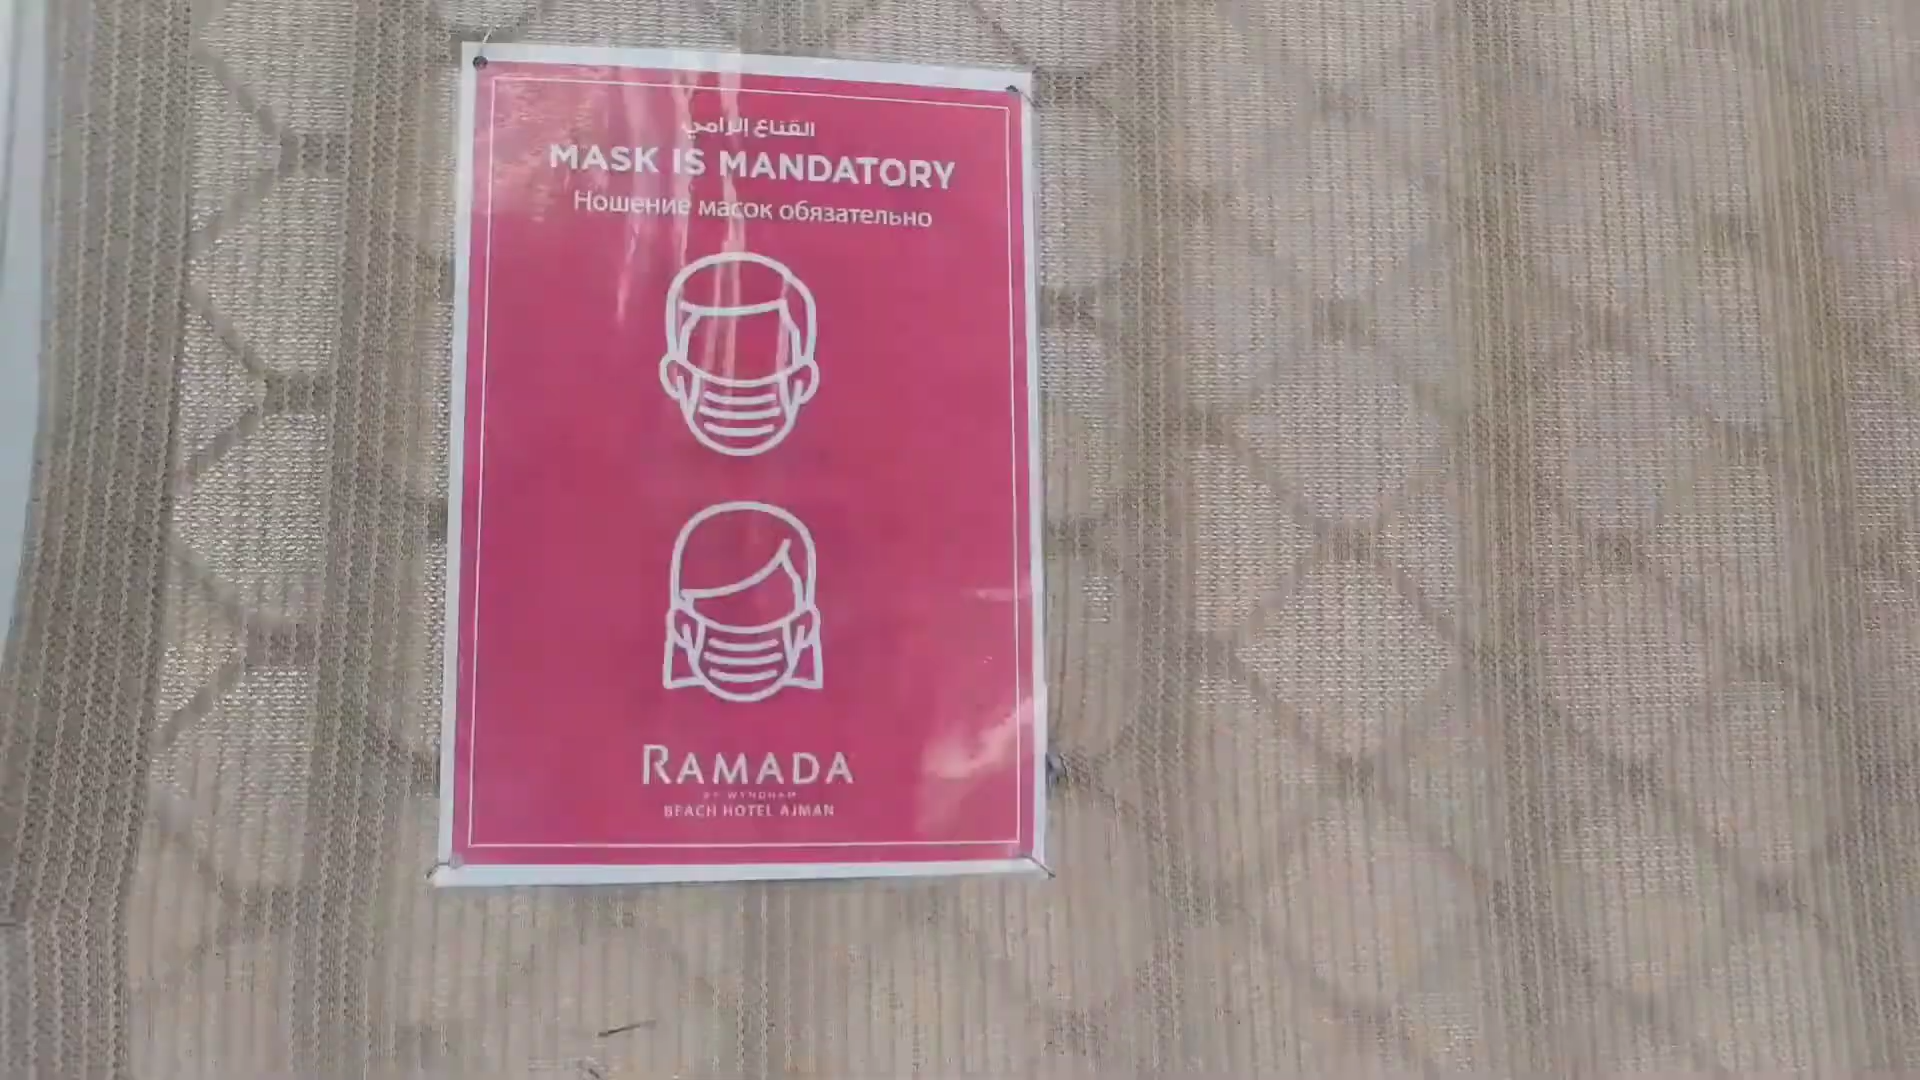 القناع إلزامي
MASK IS MANDATORY
Ношение масок обязательно
RAMADA
BY WYNDHAM
BEACH HOTEL AJMAN